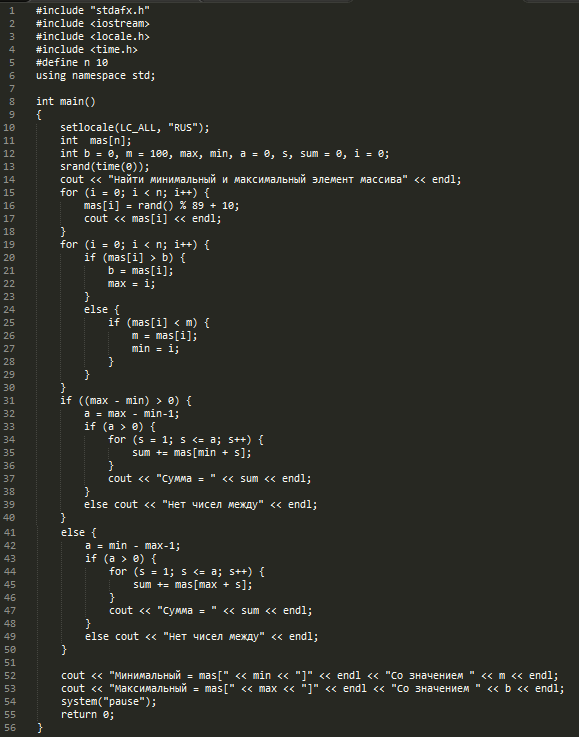 1 #include "stdafx.h"
2 #include <iostream>
3 #include <locale.h>
4 #include <time.h>
5 #define n 10
6 using namespace std;
7
8 int main()
9 {
10 setlocale(LC_ALL, "RUS");
11 int  mas[n];
12 int b = 0, m = 100, max, min, a = 0, s, sum = 0, i = 0;
13 srand(time(0));
14 cout << "Найти минимальный и максимальный элемент массива" << endl;
15 for (i = 0; i < n; i++) {
16 mas[i] = rand() % 89 + 10;
17 cout << mas[i] << endl;
18 }
19 for (i = 0; i < n; i++) {
20 if (mas[i] > b) {
21 b = mas[i];
22 max = i;
23 }
24 else {
25 if (mas[i] < m) {
26 m = mas[i];
27 min = i;
28 }
29 }
30 }
31 if ((max - min) > 0) {
32 a = max - min-1;
33 if (a > 0) {
34 for (s = 1; s <= a; s++) {
35 sum += mas[min + s];
36 }
37 cout << "Сумма = " << sum << endl;
38 }
39 else cout << "Нет чисел между" << endl;
40 }
41 else {
42 a = min - max-1;
43 if (a > 0) {
44 for (s = 1; s <= a; s++) {
45 sum += mas[max + s];
46 }
47 cout << "Сумма = " << sum << endl;
48 }
49 else cout << "Нет чисел между" << endl;
50 }
51
52 cout << "Минимальный = mas[" << min << "]" << endl << "Со значением " << m << endl;
53 cout << "Максимальный = mas[" << max << "]" << endl << "Со значением " << b << endl;
54 system("pause");
55 return 0;
56 }